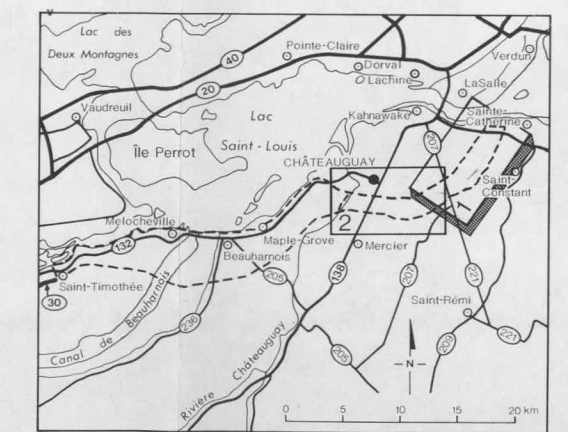 Lac des
Deux Montagnes
Pointe-Claire
Verdun
40
Dorval
Lachine
20
LaSalle
Vaudreuil
Lac
Saint-Louis
Kahnawake
Sainte-
Catherine
207
Île Perrot
CHÂTEAUGUAY
Saint-
Constant
1
2
Melocheville
132
Maple-Grove
Mercier
Beauharnois
138
207
221
205
Saint-Timothée
30
236
Saint-Rémi
Canal de Beauharnois
Rivière Châteauguay
205
209
221
N
0 5 10 15 20 km